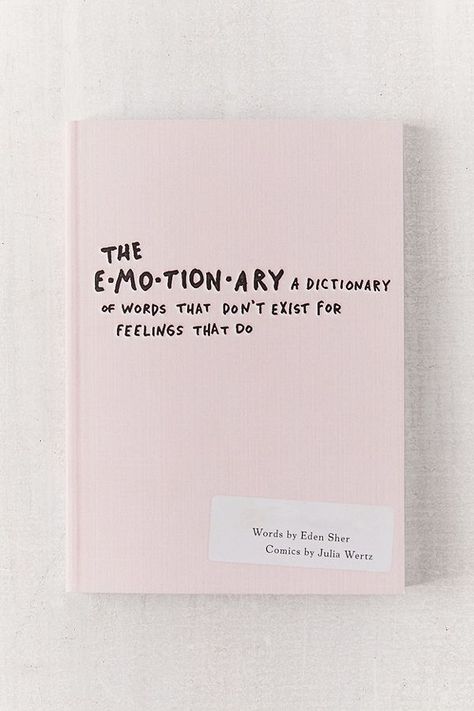 THE
E·MO·TION·ARY A DICTIONARY
OF WORDS THAT DON'T EXIST FOR
FEELINGS THAT DO
Words by Eden Sher
Comics by Julia Wertz